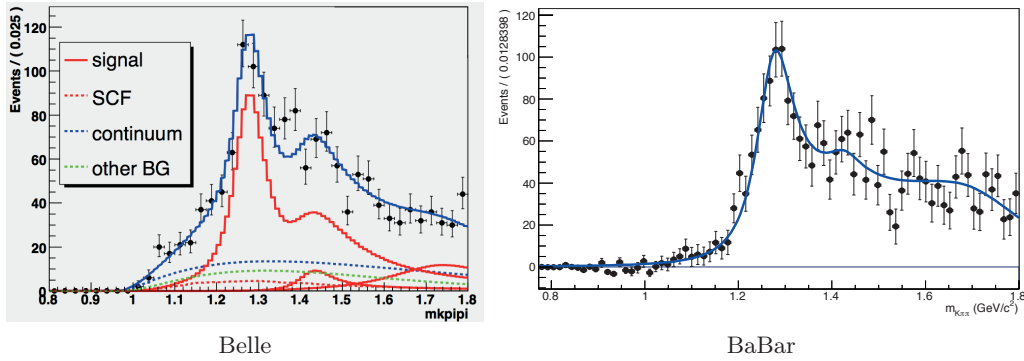 Events / ( 0.025 )
120
100
80
60
40
20
0
signal
SCF
continuum
other BG
0.8 0.9 1 1.1 1.2 1.3 1.4 1.5 1.6 1.7 1.8
mkpipi
Belle
Events / ( 0.0128398 )
120
100
80
60
40
20
0
0.8 1 1.2 1.4 1.6 1.8
mKππ (GeV/c²)
BaBar